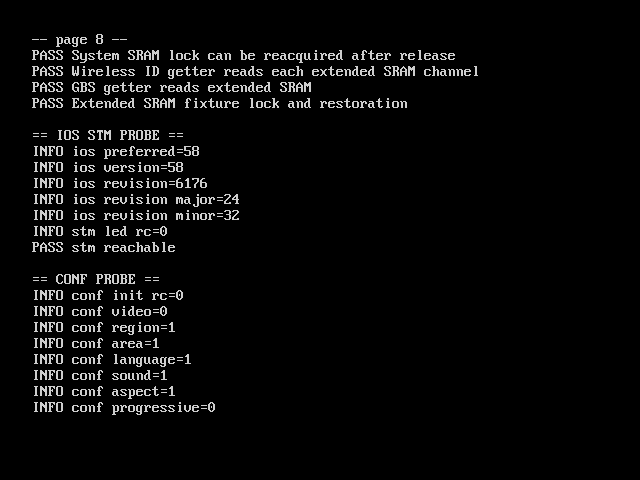 -- page 8 --
PASS System SRAM lock can be reacquired after release
PASS Wireless ID getter reads each extended SRAM channel
PASS GBS getter reads extended SRAM
PASS Extended SRAM fixture lock and restoration
== IOS STM PROBE ==
INFO ios preferred=58
INFO ios version=58
INFO ios revision=6176
INFO ios revision major=24
INFO ios revision minor=32
INFO stm led rc=0
PASS stm reachable
== CONF PROBE ==
INFO conf init rc=0
INFO conf video=0
INFO conf region=1
INFO conf area=1
INFO conf language=1
INFO conf sound=1
INFO conf aspect=1
INFO conf progressive=0